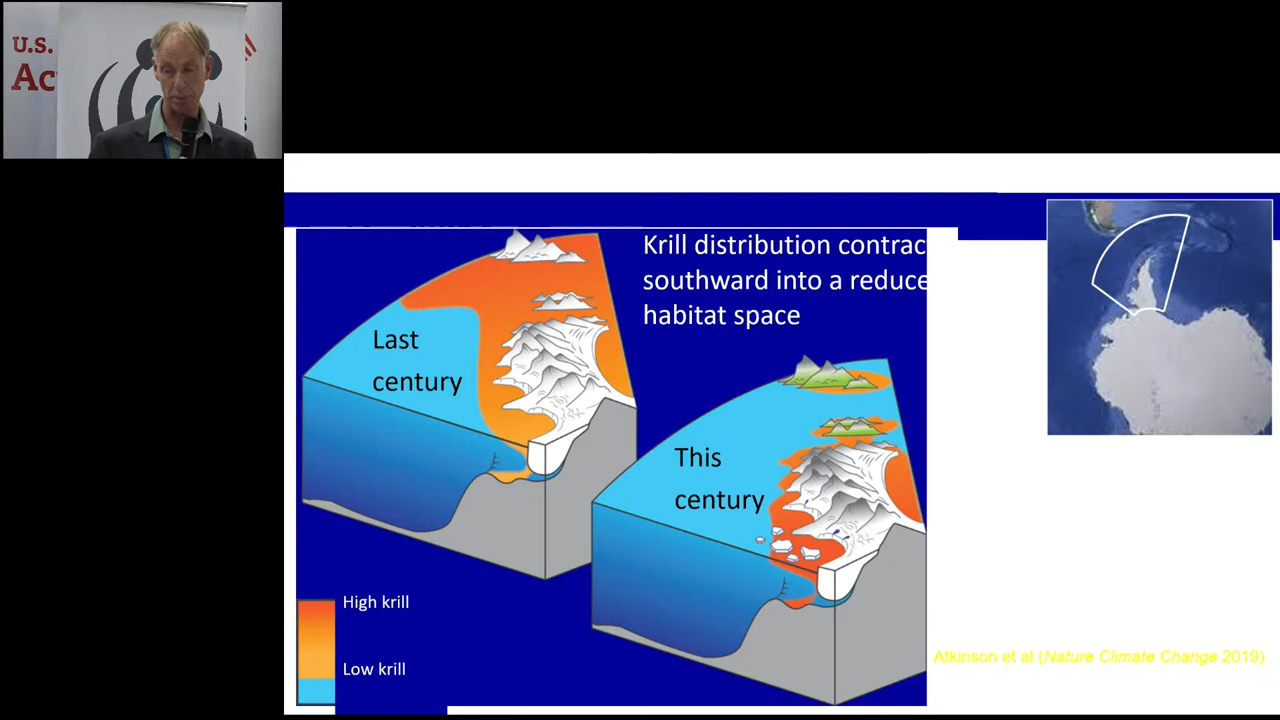 U.S.
Ac
Krill distribution contrac
southward into a reduce
habitat space
Last
century
This
century
High krill
Low krill
Atkinson et al (Nature Climate Change 2019)